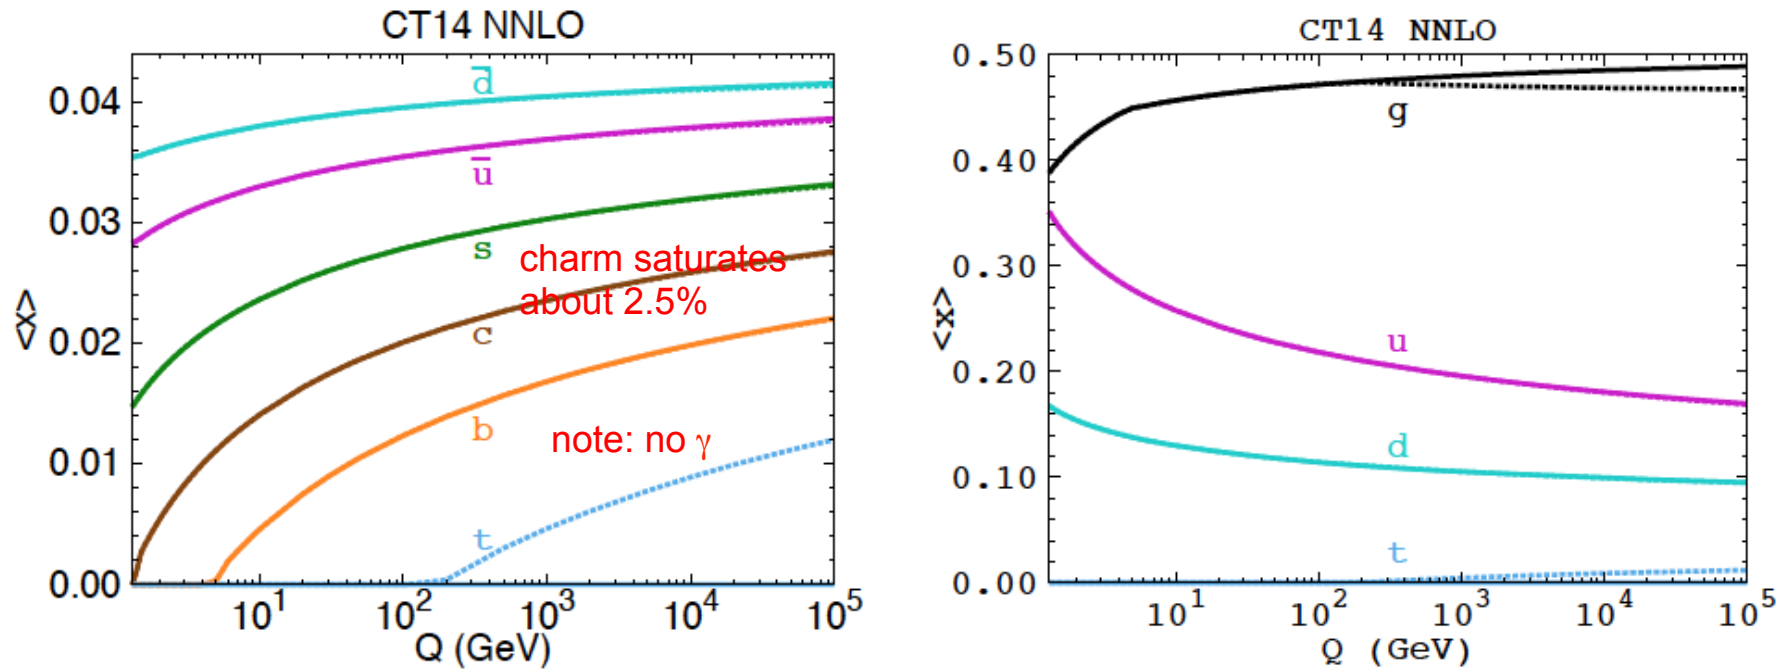 CT14 NNLO
0.04
0.03
0.02
0.01
0.00
<x>
d̅
u̅
s
c
b
t
charm saturates
about 2.5%
note: no γ
10¹ 10² 10³ 10⁴ 10⁵
Q (GeV)
CT14 NNLO
0.50
0.40
0.30
0.20
0.10
0.00
<x>
g
u
d
t
10¹ 10² 10³ 10⁴ 10⁵
Q (GeV)